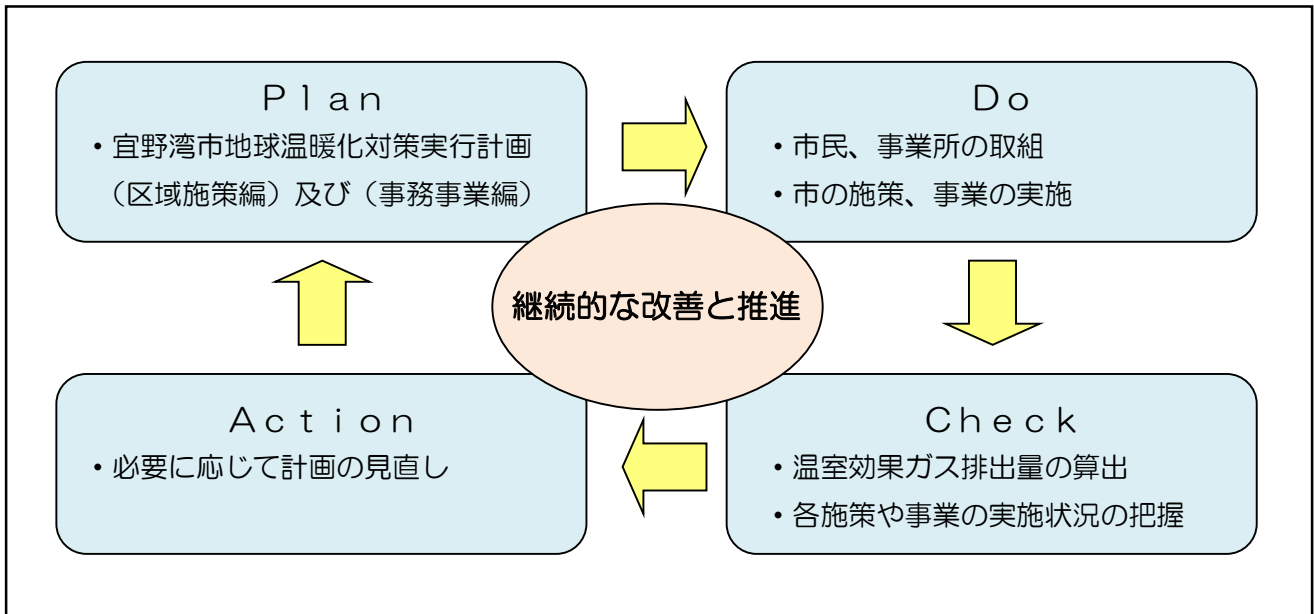 Ｐｌａｎ
・宜野湾市地球温暖化対策実行計画
（区域施策編）及び（事務事業編）
Ｄｏ
・市民、事業所の取組
・市の施策、事業の実施
継続的な改善と推進
Ａｃｔｉｏｎ
・必要に応じて計画の見直し
Ｃｈｅｃｋ
・温室効果ガス排出量の算出
・各施策や事業の実施状況の把握